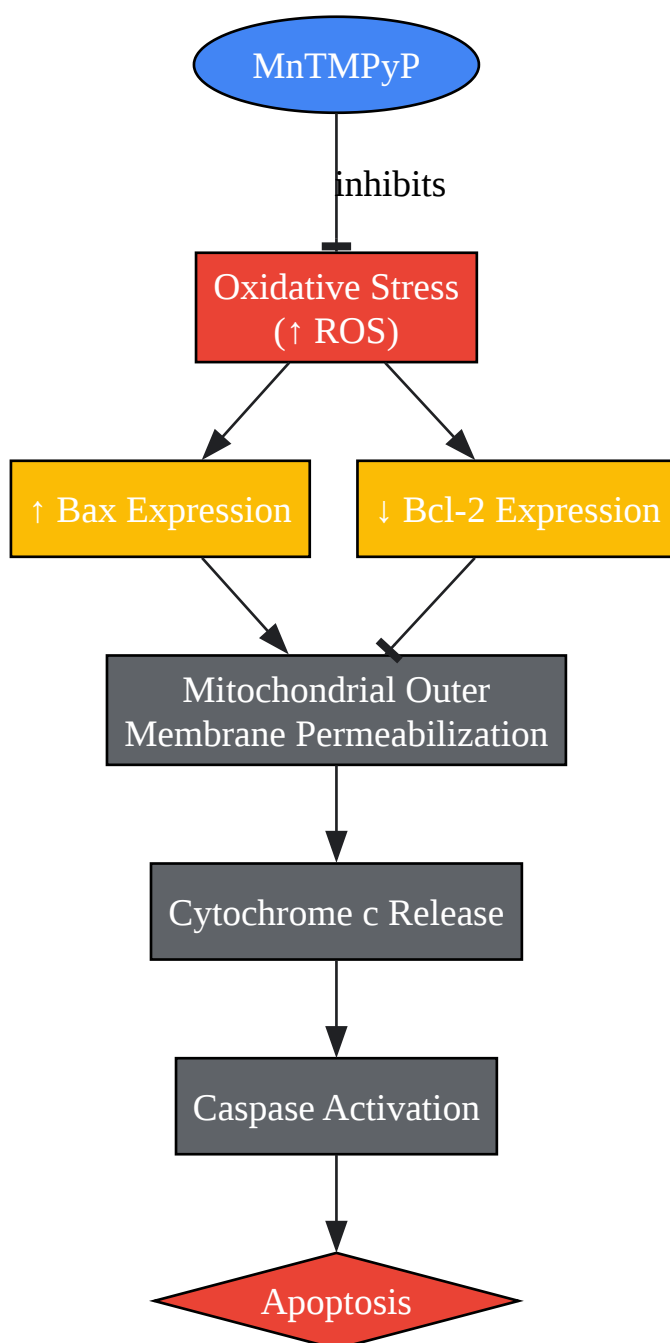 MnTMPyP
inhibits
Oxidative Stress
(↑ ROS)
↑ Bax Expression
↓ Bcl-2 Expression
Mitochondrial Outer
Membrane Permeabilization
Cytochrome c Release
Caspase Activation
Apoptosis